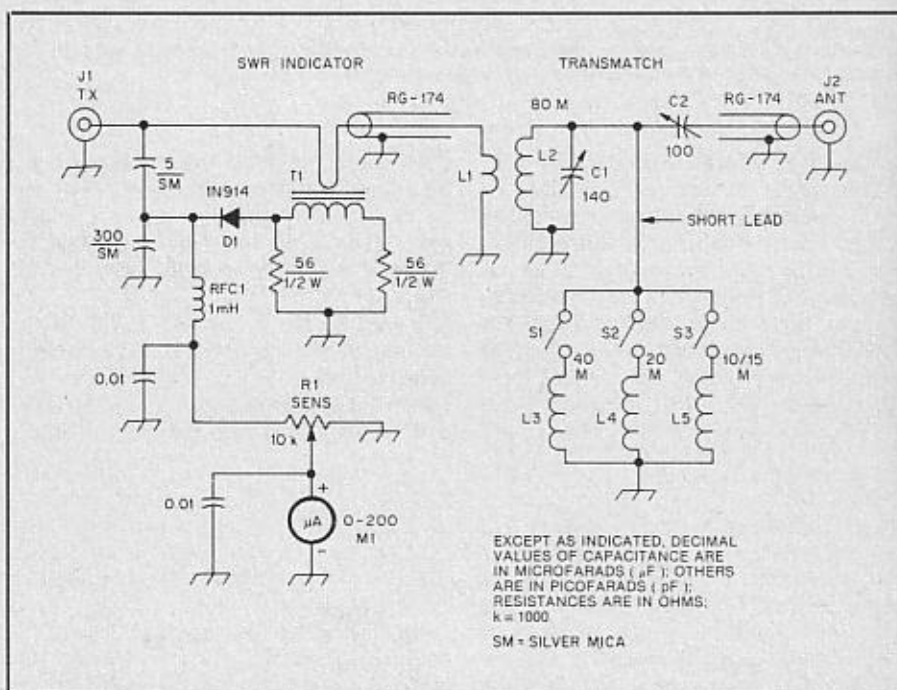 SWR INDICATOR
TRANSMATCH
J1
TX
RG-174
80 M
C2
RG-174
J2
ANT
5
SM
T1
L1
L2
C1
140
100
1N914
D1
SHORT LEAD
300
SM
56
1/2 W
56
1/2 W
RFC1
1mH
S1
S2
S3
40
M
20
M
10/15
M
0.01
R1
SENS
10 k
L3
L4
L5
0.01
+
μA
0-200
M1
-
EXCEPT AS INDICATED, DECIMAL
VALUES OF CAPACITANCE ARE
IN MICROFARADS ( μF ); OTHERS
ARE IN PICOFARADS ( pF );
RESISTANCES ARE IN OHMS;
k = 1000
SM = SILVER MICA